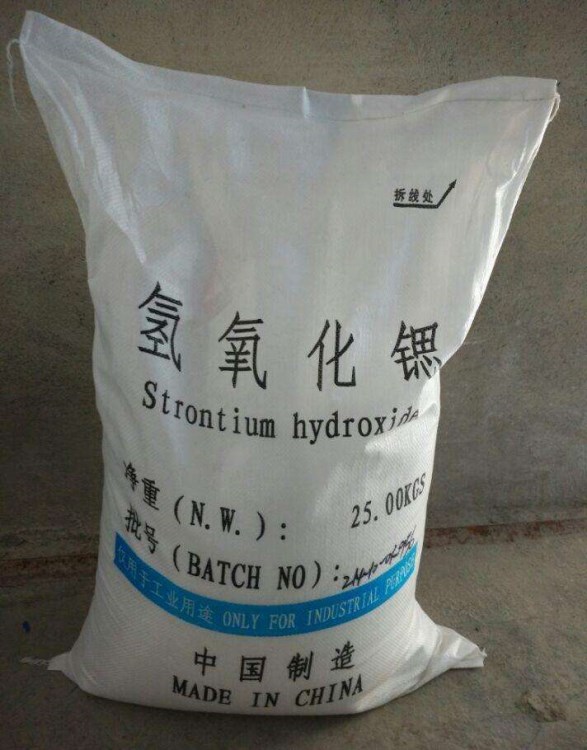 拆线处
氢氧化锶
Strontium hydroxide
净重(N.W.): 25.00KGS
批号(BATCH NO):
仅用于工业用途 ONLY FOR INDUSTRIAL PURPOSE
中国制造
MADE IN CHINA